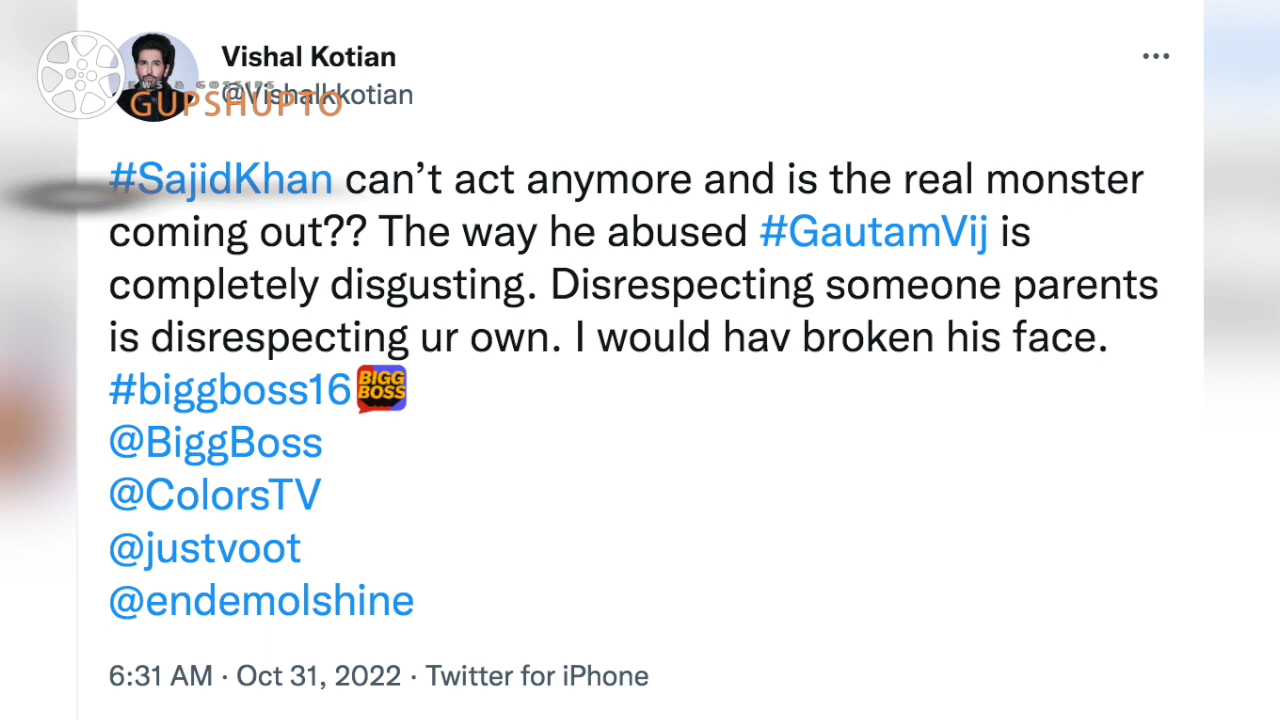 Vishal Kotian
NEWS & GOSSIPS
@Vishalkkotian
GUPSHUPTO
#SajidKhan can’t act anymore and is the real monster
coming out?? The way he abused #GautamVij is
completely disgusting. Disrespecting someone parents
is disrespecting ur own. I would hav broken his face.
#biggboss16 BIGG BOSS
@BiggBoss
@ColorsTV
@justvoot
@endemolshine
6:31 AM · Oct 31, 2022 · Twitter for iPhone